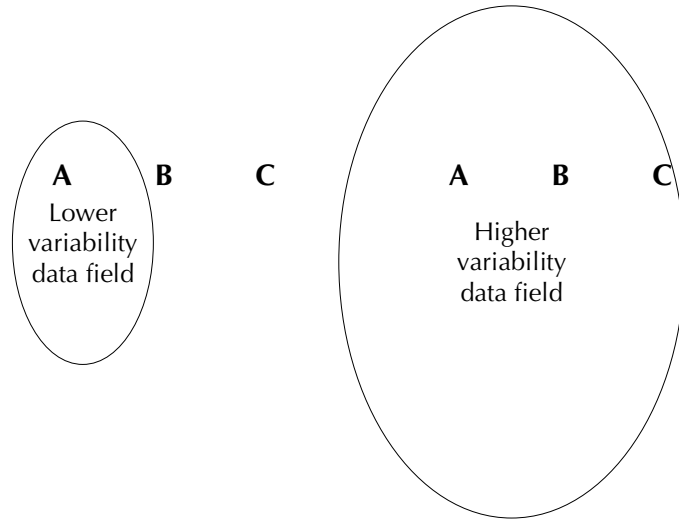 A B C
Lower
variability
data field
A B C
Higher
variability
data field